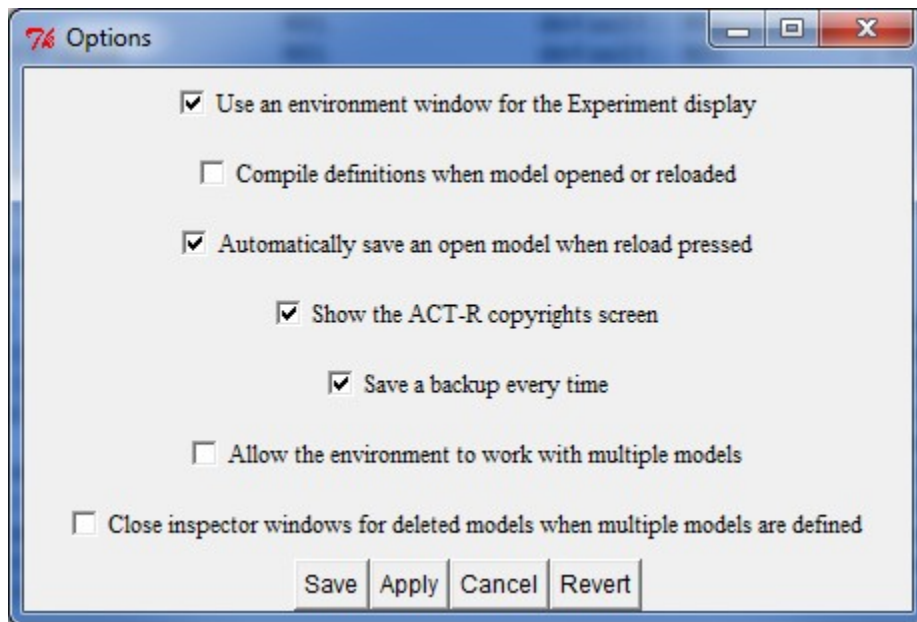 Options
Use an environment window for the Experiment display
Compile definitions when model opened or reloaded
Automatically save an open model when reload pressed
Show the ACT-R copyrights screen
Save a backup every time
Allow the environment to work with multiple models
Close inspector windows for deleted models when multiple models are defined
Save Apply Cancel Revert